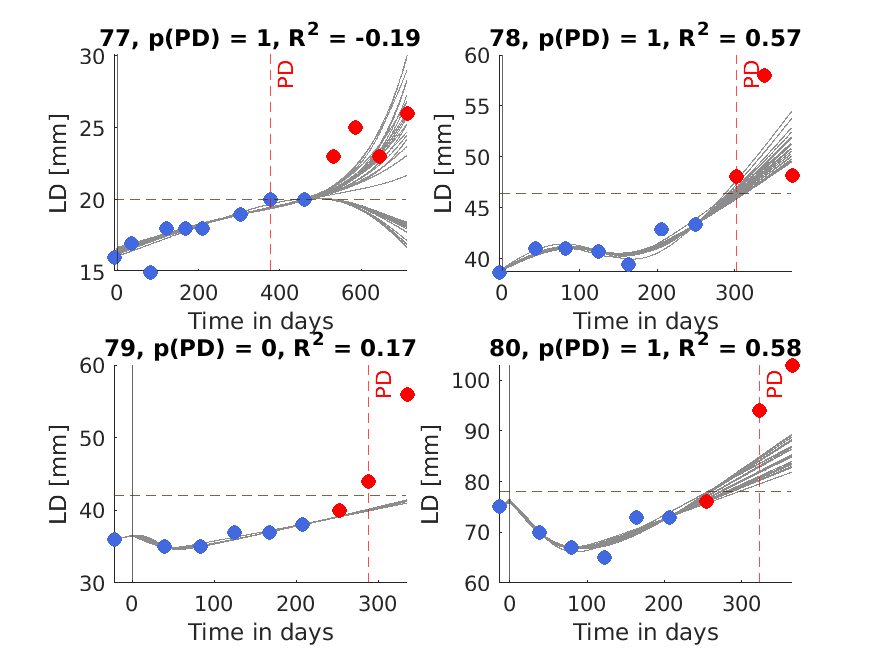 77, p(PD) = 1, R² = -0.19
30
25
20
15
LD [mm]
PD
0
200
400
600
Time in days
78, p(PD) = 1, R² = 0.57
60
55
50
45
40
LD [mm]
PD
0
100
200
300
Time in days
79, p(PD) = 0, R² = 0.17
60
50
40
30
LD [mm]
PD
0
100
200
300
Time in days
80, p(PD) = 1, R² = 0.58
100
90
80
70
60
LD [mm]
PD
0
100
200
300
Time in days